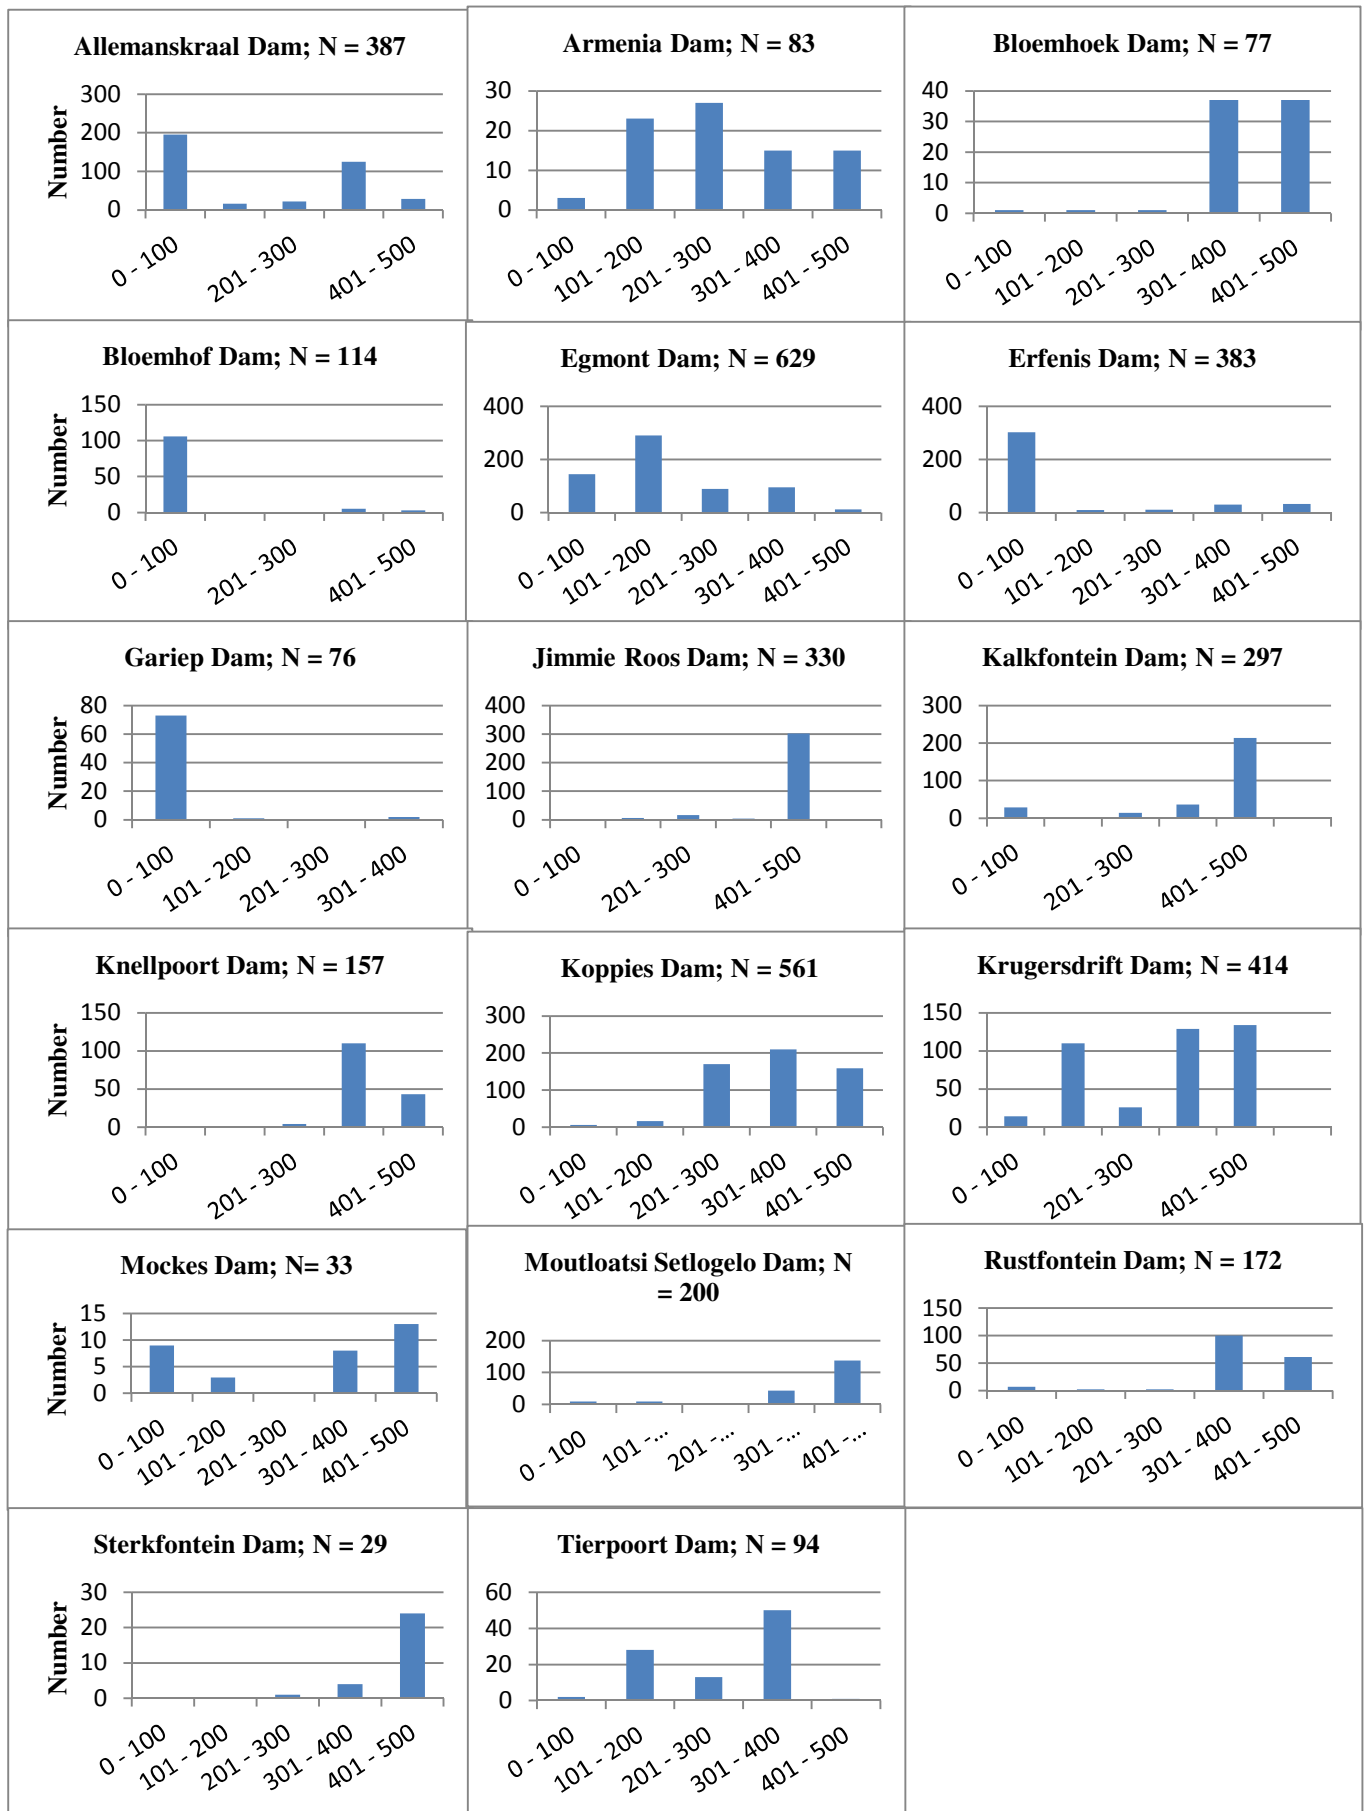 Allemanskraal Dam; N = 387
Number
300
200
100
0
0 - 100
201 - 300
401 - 500
Armenia Dam; N = 83
30
20
10
0
0 - 100
101 - 200
201 - 300
301 - 400
401 - 500
Bloemhoek Dam; N = 77
40
30
20
10
0
0 - 100
101 - 200
201 - 300
301 - 400
401 - 500
Bloemhof Dam; N = 114
Number
150
100
50
0
0 - 100
201 - 300
401 - 500
Egmont Dam; N = 629
400
200
0
0 - 100
101 - 200
201 - 300
301 - 400
401 - 500
Erfenis Dam; N = 383
400
200
0
0 - 100
101 - 200
201 - 300
301 - 400
401 - 500
Gariep Dam; N = 76
Number
80
60
40
20
0
0 - 100
101 - 200
201 - 300
301 - 400
Jimmie Roos Dam; N = 330
400
300
200
100
0
0 - 100
201 - 300
401 - 500
Kalkfontein Dam; N = 297
300
200
100
0
0 - 100
201 - 300
401 - 500
Knellpoort Dam; N = 157
Number
150
100
50
0
0 - 100
201 - 300
401 - 500
Koppies Dam; N = 561
300
200
100
0
0 - 100
101 - 200
201 - 300
301- 400
401 - 500
Krugersdrift Dam; N = 414
150
100
50
0
0 - 100
201 - 300
401 - 500
Mockes Dam; N= 33
Number
15
10
5
0
0 - 100
101 - 200
201 - 300
301 - 400
401 - 500
Moutloatsi Setlogelo Dam; N
= 200
200
100
0
0 - 100
101 -...
201 -...
301 -...
401 -...
Rustfontein Dam; N = 172
150
100
50
0
0 - 100
101 - 200
201 - 300
301 - 400
401 - 500
Sterkfontein Dam; N = 29
Number
30
20
10
0
0 - 100
101 - 200
201 - 300
301 - 400
401 - 500
Tierpoort Dam; N = 94
60
40
20
0
0 - 100
101 - 200
201 - 300
301 - 400
401 - 500